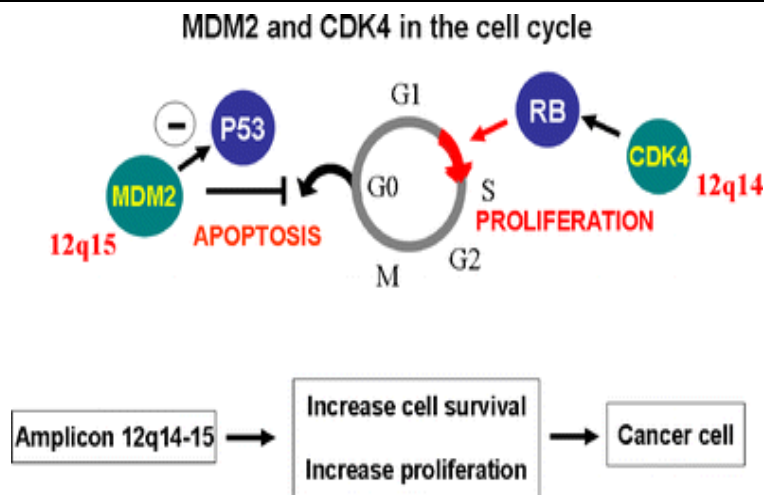 MDM2 and CDK4 in the cell cycle
G1
P53
RB
−
CDK4
MDM2
12q14
G0
S
12q15
APOPTOSIS
PROLIFERATION
G2
M
Amplicon 12q14-15
Increase cell survival
Increase proliferation
Cancer cell